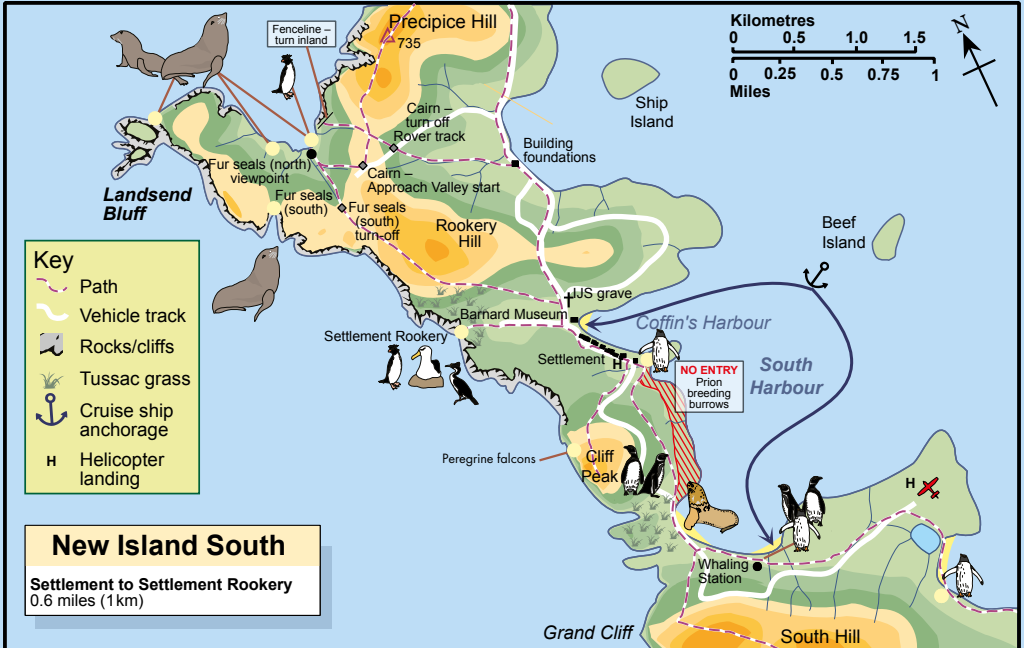 Precipice Hill
735
Fenceline –
turn inland
Kilometres
0 0.5 1.0 1.5
0 0.25 0.5 0.75 1
Miles
N
Ship
Island
Cairn –
turn off
Rover track
Building
foundations
Fur seals (north)
viewpoint
Cairn –
Approach Valley start
Landsend
Bluff
Fur seals
(south)
Fur seals
(south)
turn-off
Rookery
Hill
Beef
Island
Key
Path
Vehicle track
Rocks/cliffs
Tussac grass
Cruise ship
anchorage
H
Helicopter
landing
IJS grave
Barnard Museum
Coffin's Harbour
Settlement Rookery
Settlement
H
South
Harbour
NO ENTRY
Prion
breeding
burrows
Peregrine falcons
Cliff
Peak
H
New Island South
Settlement to Settlement Rookery
0.6 miles (1km)
Whaling
Station
Grand Cliff
South Hill